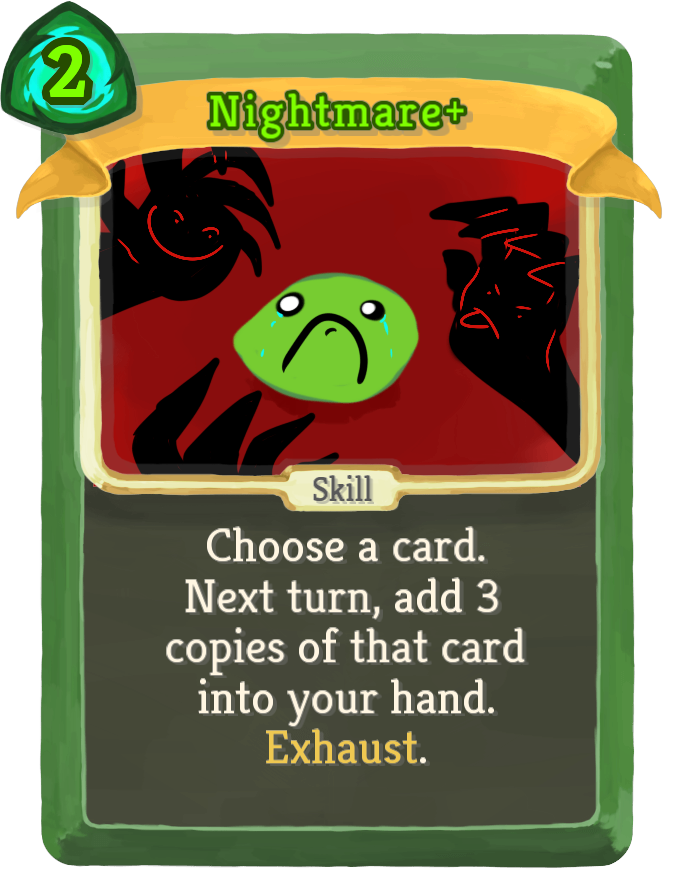 2
Nightmare+
Skill
Choose a card.
Next turn, add 3
copies of that card
into your hand.
Exhaust.